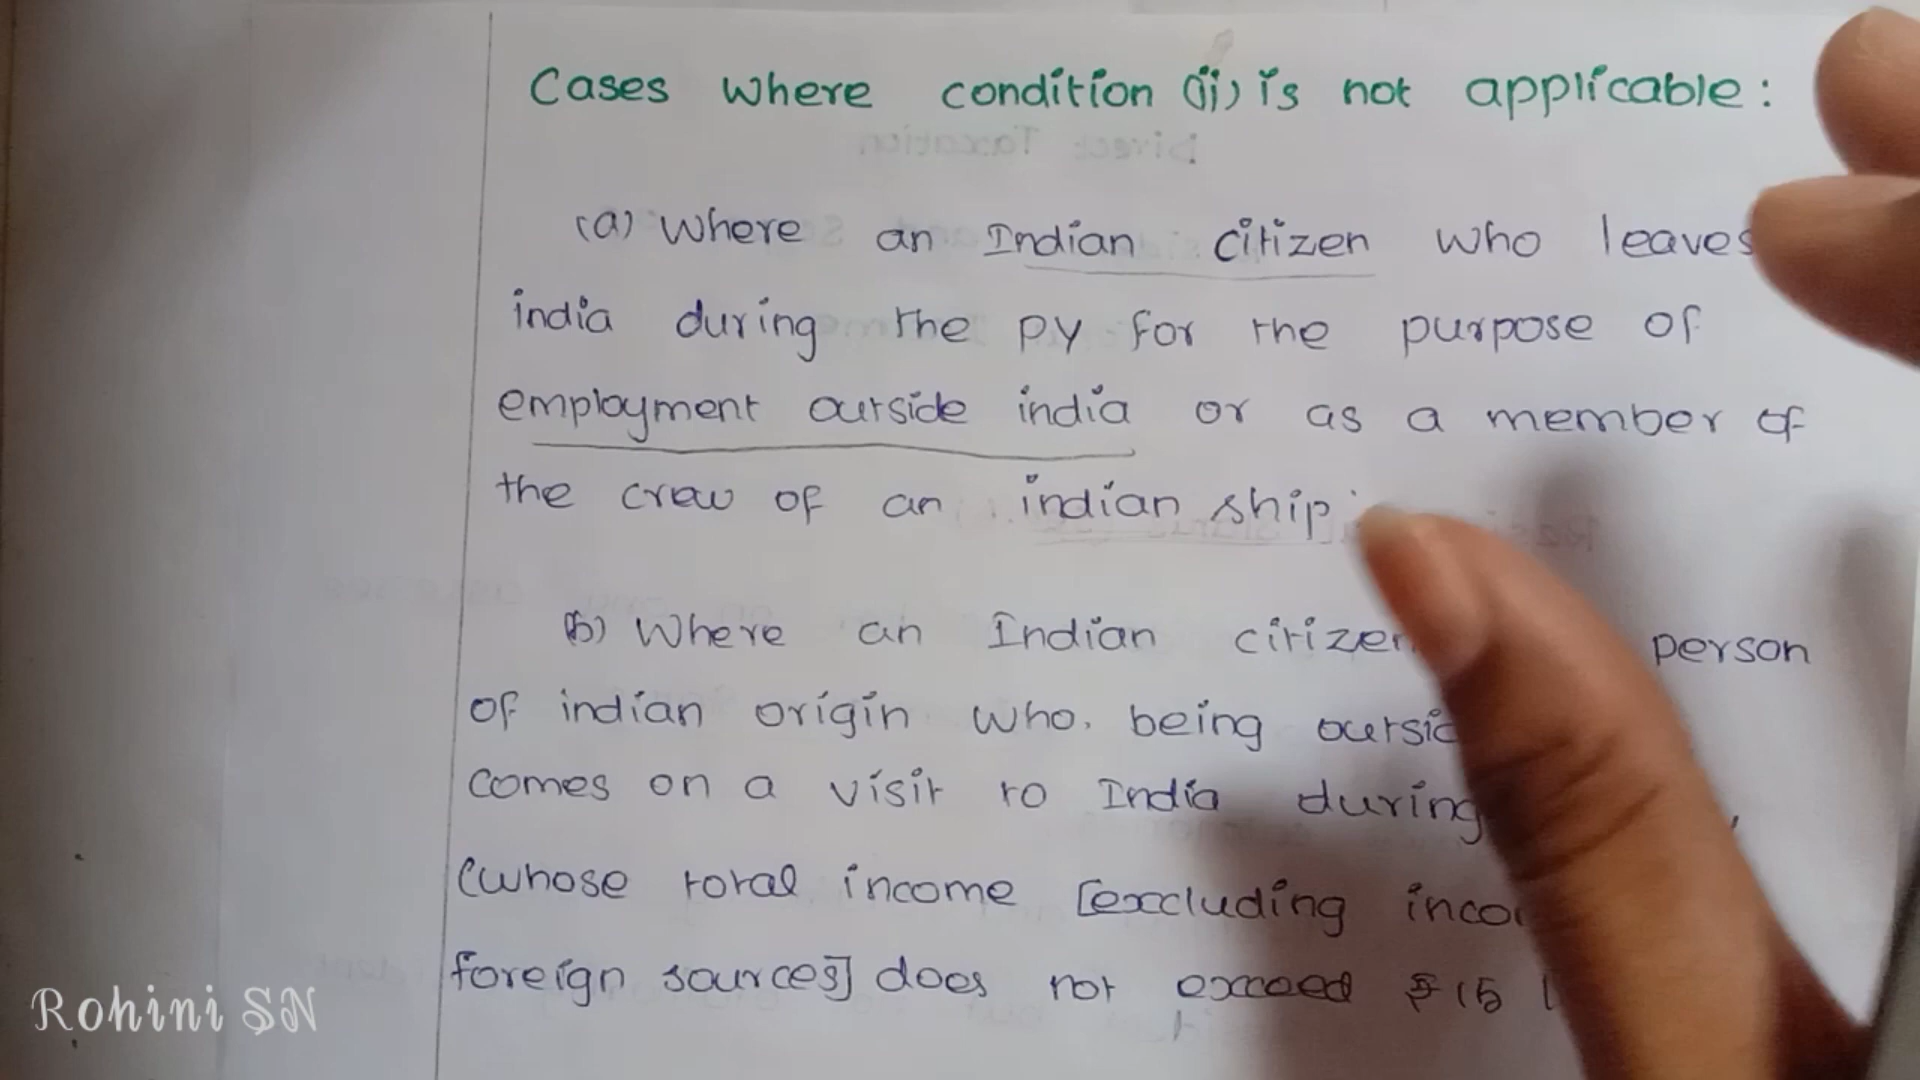 Cases where condition (ii) is not applicable:
(a) Where an Indian citizen who leaves
india during the PY for the purpose of
employment outside india or as a member of
the crew of an indian ship.
(b) Where an Indian person
of indian origin who, being
comes on a visit to India during
(whose total income [excluding
foreign sources] does not exceed ₹ 15
Rohini SN